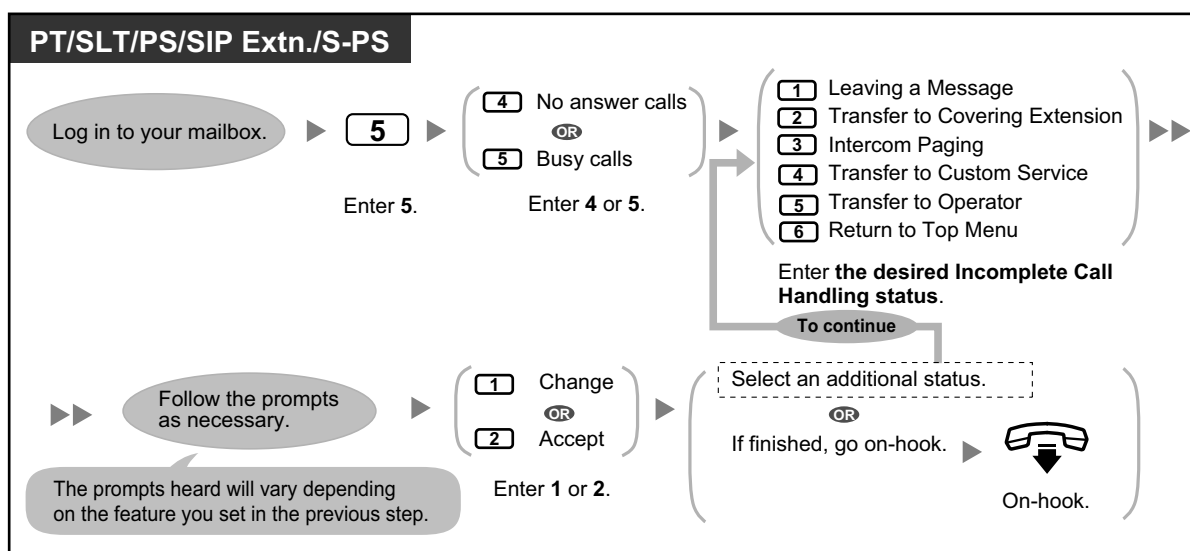 PT/SLT/PS/SIP Extn./S-PS
Log in to your mailbox.
5
Enter 5.
4 No answer calls
OR
5 Busy calls
Enter 4 or 5.
1 Leaving a Message
2 Transfer to Covering Extension
3 Intercom Paging
4 Transfer to Custom Service
5 Transfer to Operator
6 Return to Top Menu
Enter the desired Incomplete Call
Handling status.
To continue
Follow the prompts
as necessary.
The prompts heard will vary depending
on the feature you set in the previous step.
1 Change
OR
2 Accept
Enter 1 or 2.
Select an additional status.
OR
If finished, go on-hook.
On-hook.